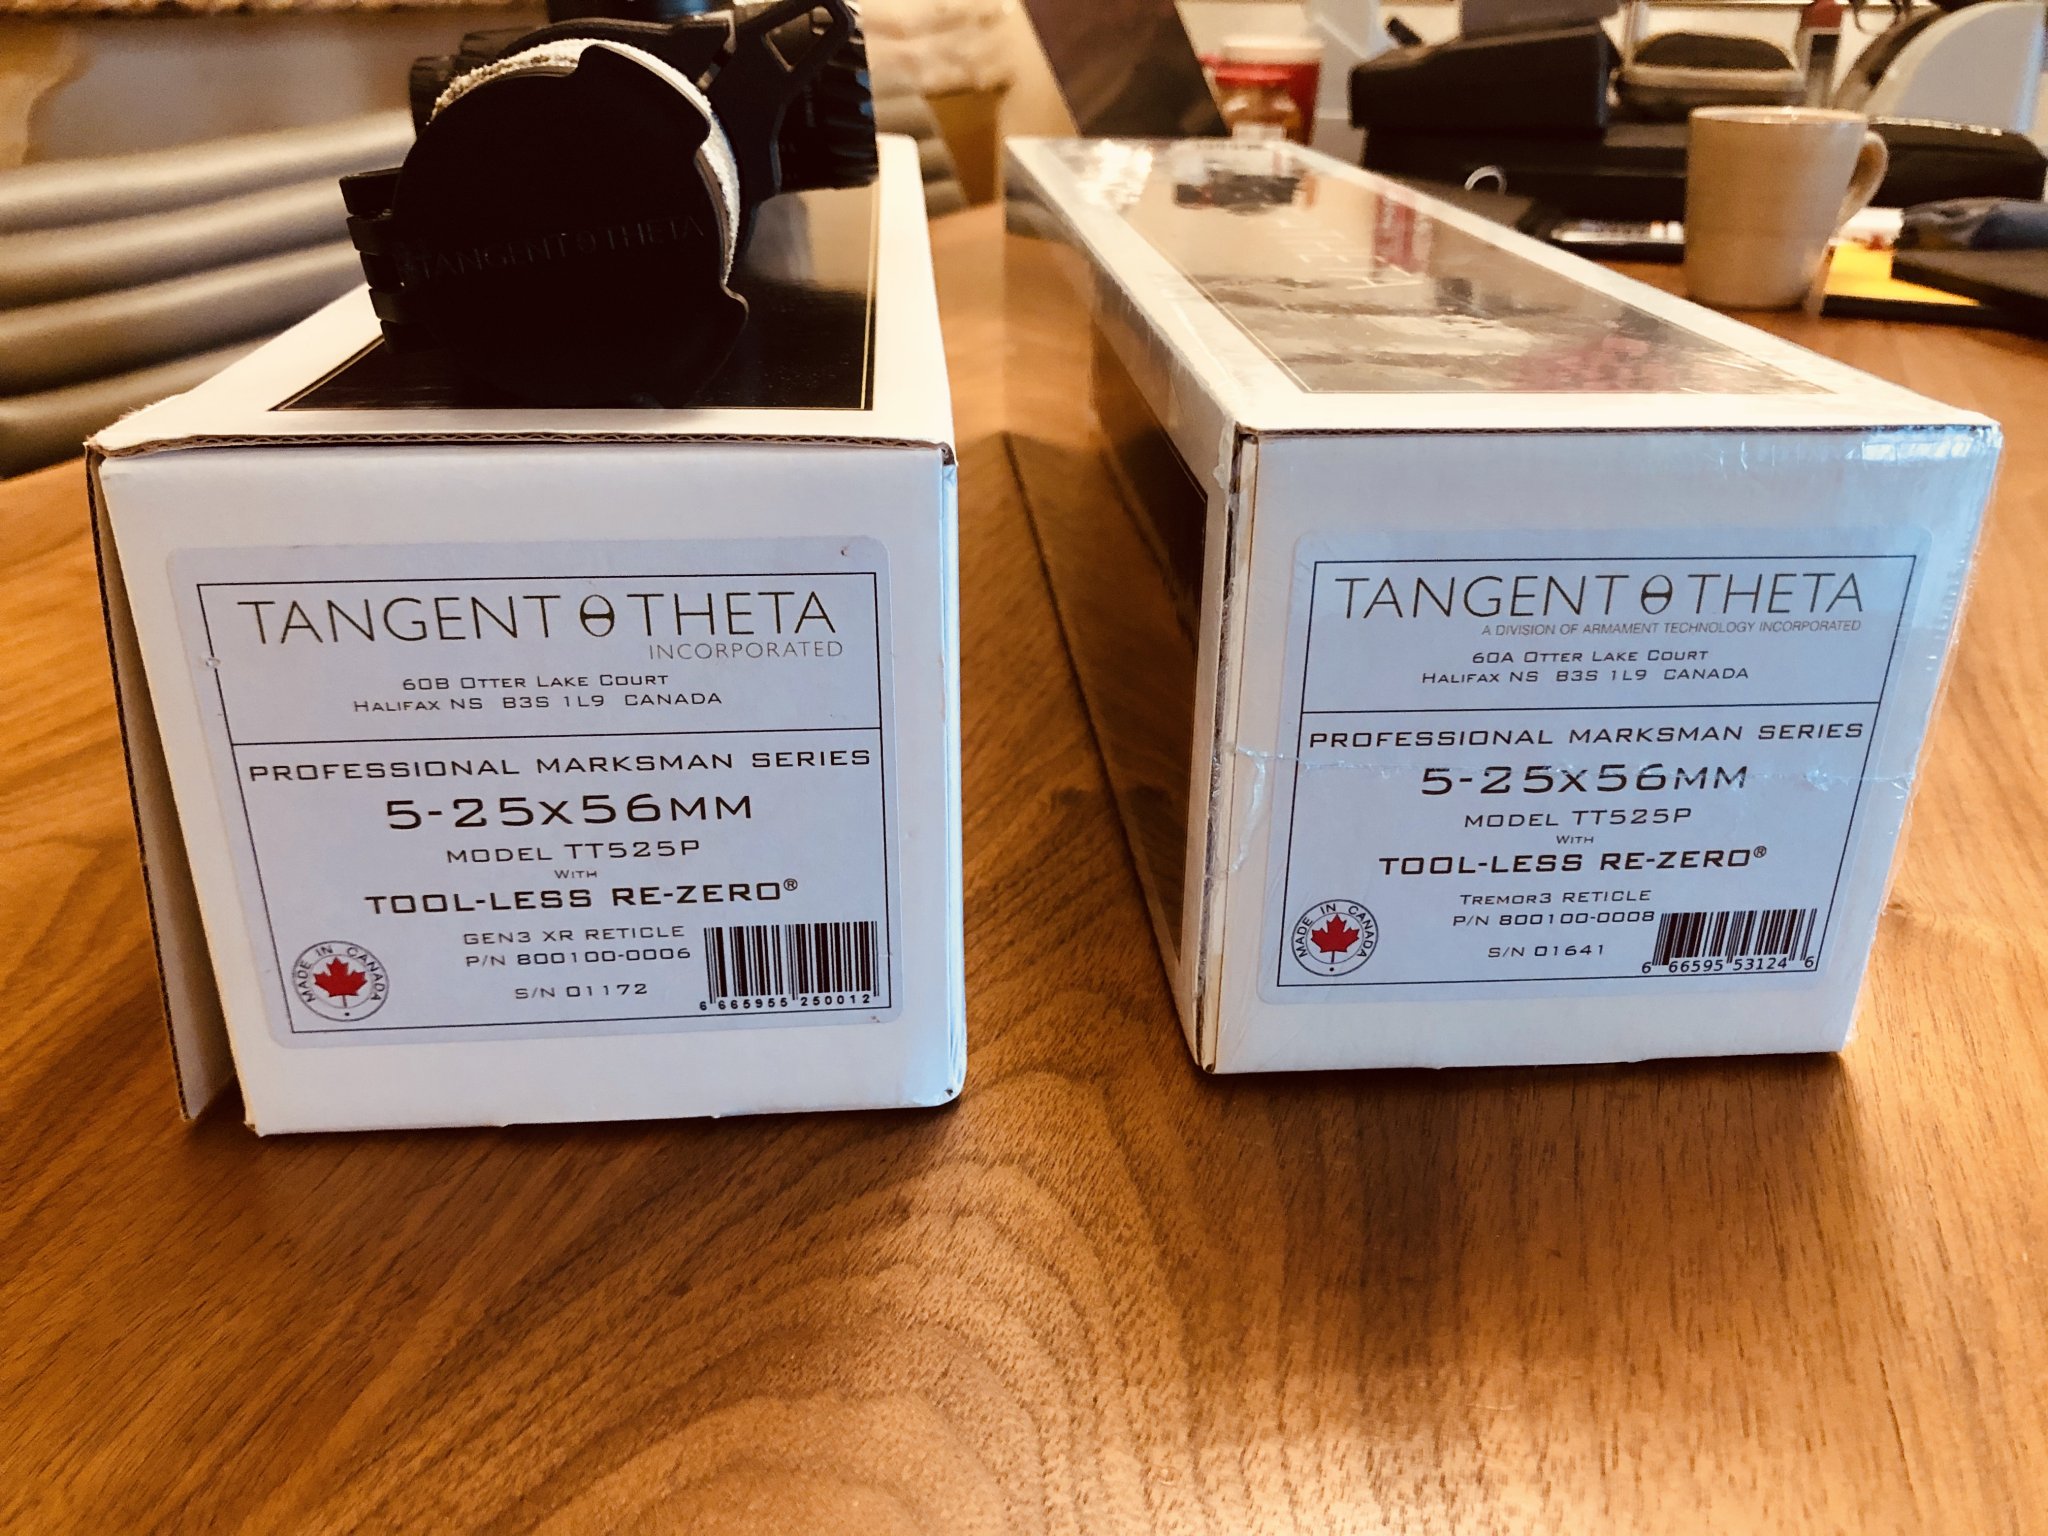 TANGENT θ THETA
TANGENT θ THETA
INCORPORATED
60B OTTER LAKE COURT
HALIFAX NS B3S 1L9 CANADA
PROFESSIONAL MARKSMAN SERIES
5-25X56MM
MODEL TT525P
WITH
TOOL-LESS RE-ZERO®
GEN3 XR RETICLE
P/N 800100-0006
S/N 01172
MADE IN CANADA
6 665955 250012
TANGENT θ THETA
A DIVISION OF ARMAMENT TECHNOLOGY INCORPORATED
60A OTTER LAKE COURT
HALIFAX NS B3S 1L9 CANADA
PROFESSIONAL MARKSMAN SERIES
5-25X56MM
MODEL TT525P
WITH
TOOL-LESS RE-ZERO®
TREMOR3 RETICLE
P/N 800100-0008
S/N 01641
MADE IN CANADA
6 66595 53124 6